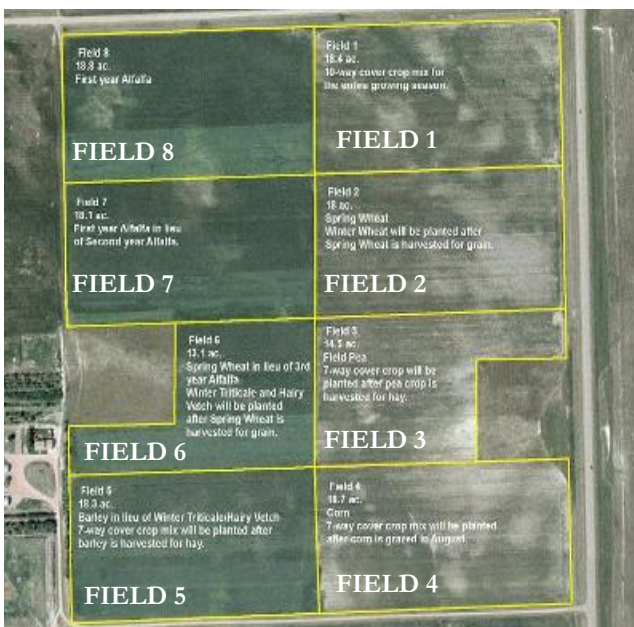 Field 8
18.8 ac.
First year Alfalfa
FIELD 8
Field 1
18.4 ac.
10-way cover crop mix for
the entire growing season.
FIELD 1
Field 7
18.1 ac.
First year Alfalfa in lieu
of Second year Alfalfa.
FIELD 7
Field 2
18 ac.
Spring Wheat
Winter Wheat will be planted after
Spring Wheat is harvested for grain.
FIELD 2
Field 6
13.1 ac.
Spring Wheat in lieu of 3rd
year Alfalfa
Winter Triticale and Hairy
Vetch will be planted
after Spring Wheat is
harvested for grain.
FIELD 6
Field 3
14.5 ac.
Field Pea
7-way cover crop will be
planted after pea crop is
harvested for hay.
FIELD 3
Field 5
18.3 ac.
Barley in lieu of Winter Triticale/Hairy Vetch
7-way cover crop mix will be planted after
barley is harvested for hay.
FIELD 5
Field 4
18.7 ac.
Corn
7-way cover crop mix will be planted
after corn is grazed in August.
FIELD 4